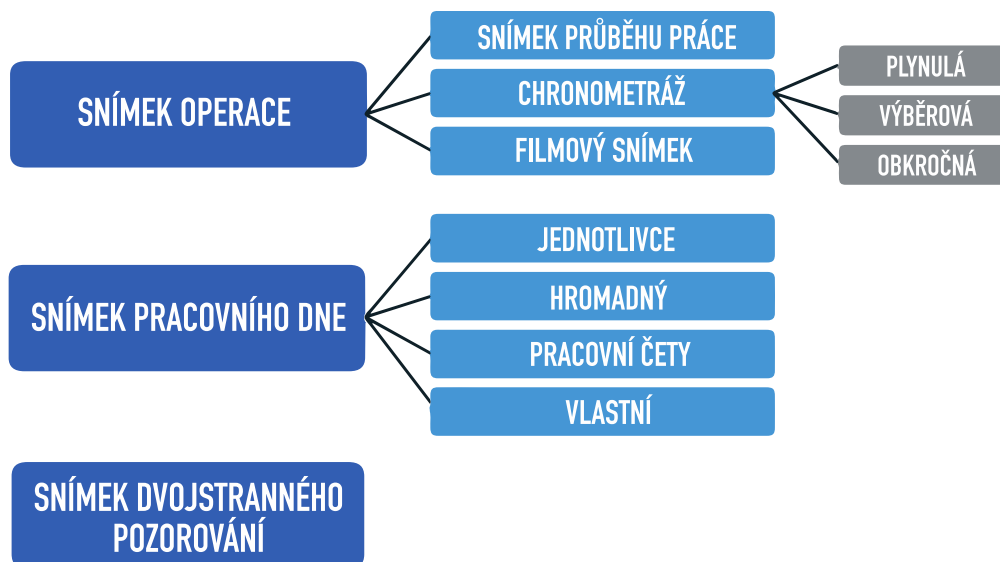 SNÍMEK OPERACE
SNÍMEK PRŮBĚHU PRÁCE
CHRONOMETRÁŽ
FILMOVÝ SNÍMEK
PLYNULÁ
VÝBĚROVÁ
OBKROČNÁ
SNÍMEK PRACOVNÍHO DNE
JEDNOTLIVCE
HROMADNÝ
PRACOVNÍ ČETY
VLASTNÍ
SNÍMEK DVOJSTRANNÉHO
POZOROVÁNÍ